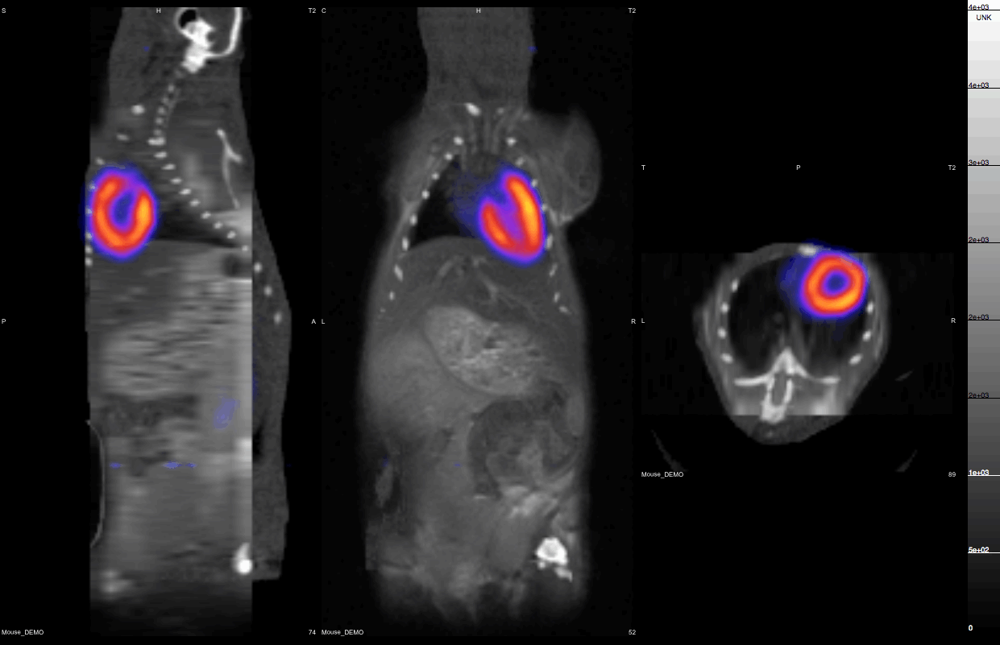 S H T2 C H T2
4e+03
UNK
4e+03
3e+03
T P T2
2e+03
P A L R L R
2e+03
2e+03
1e+03
Mouse_DEMO 89
5e+02
Mouse_DEMO 74 Mouse_DEMO 52
0